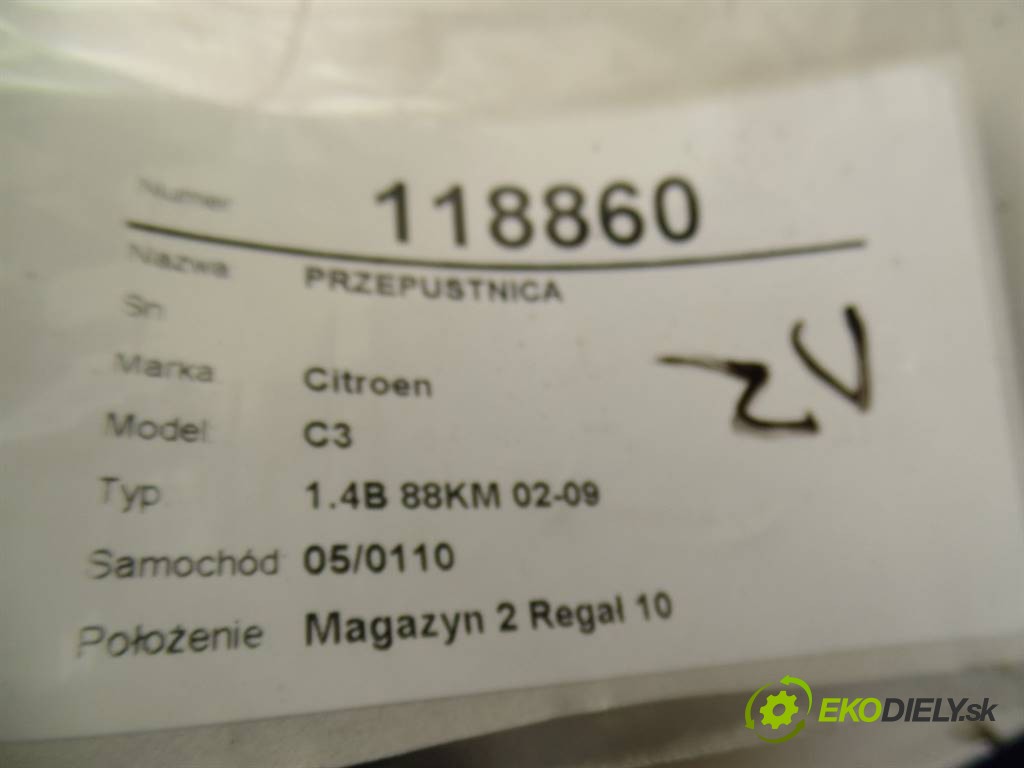 Numer 118860
Nazwa PRZEPUSTNICA
Sn
Marka Citroen
Model C3
Typ 1.4B 88KM 02-09
Samochód 05/0110
Położenie Magazyn 2 Regał 10
EKODIELY.sk